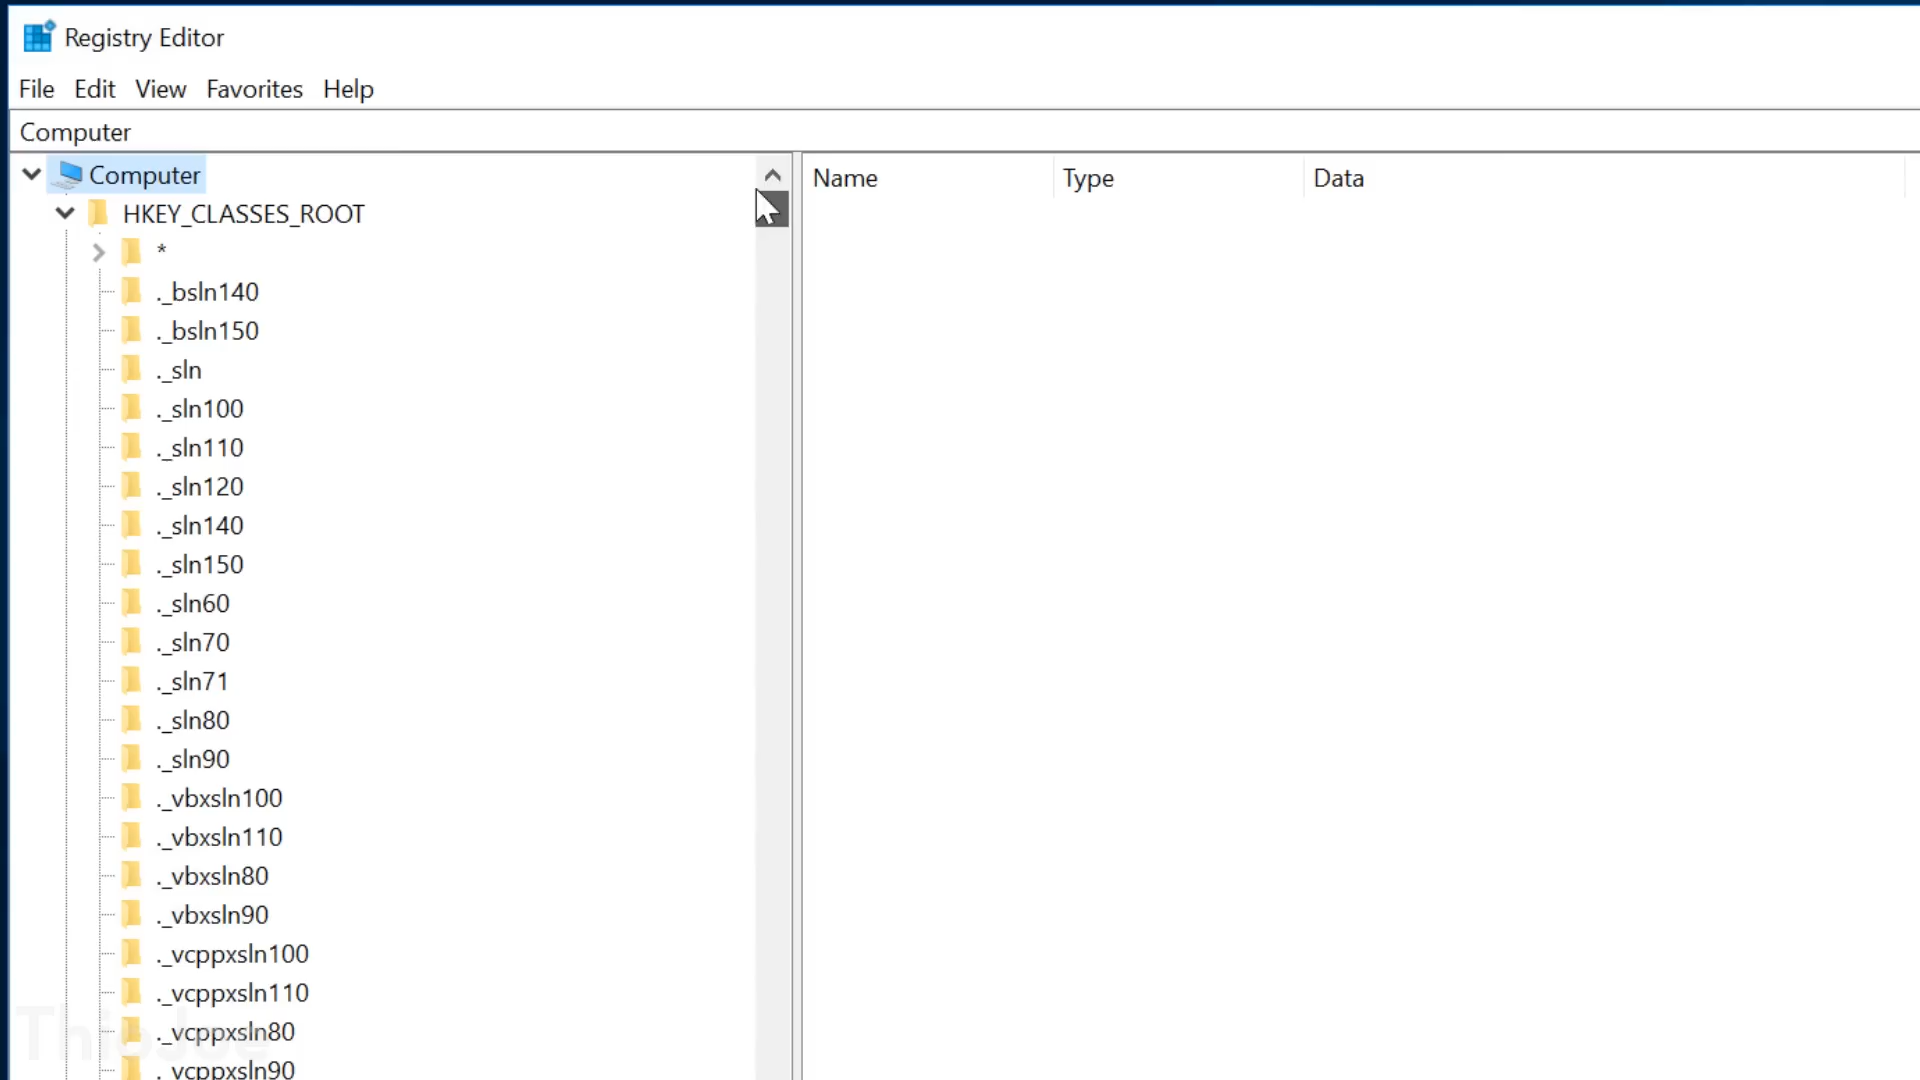 Registry Editor
File Edit View Favorites Help
Computer
Computer
Name Type Data
HKEY_CLASSES_ROOT
*
._bsln140
._bsln150
._sln
._sln100
._sln110
._sln120
._sln140
._sln150
._sln60
._sln70
._sln71
._sln80
._sln90
._vbxsln100
._vbxsln110
._vbxsln80
._vbxsln90
._vcppxsln100
._vcppxsln110
._vcppxsln80
._vcppxsln90
ThioJoe